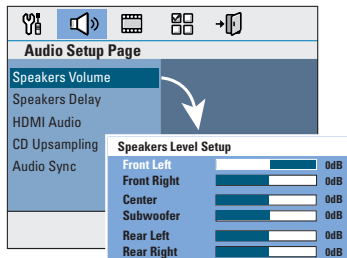 Audio Setup Page
Speakers Volume
Speakers Delay
HDMI Audio
CD Upsampling
Audio Sync
Speakers Level Setup
Front Left 0dB
Front Right 0dB
Center 0dB
Subwoofer 0dB
Rear Left 0dB
Rear Right 0dB